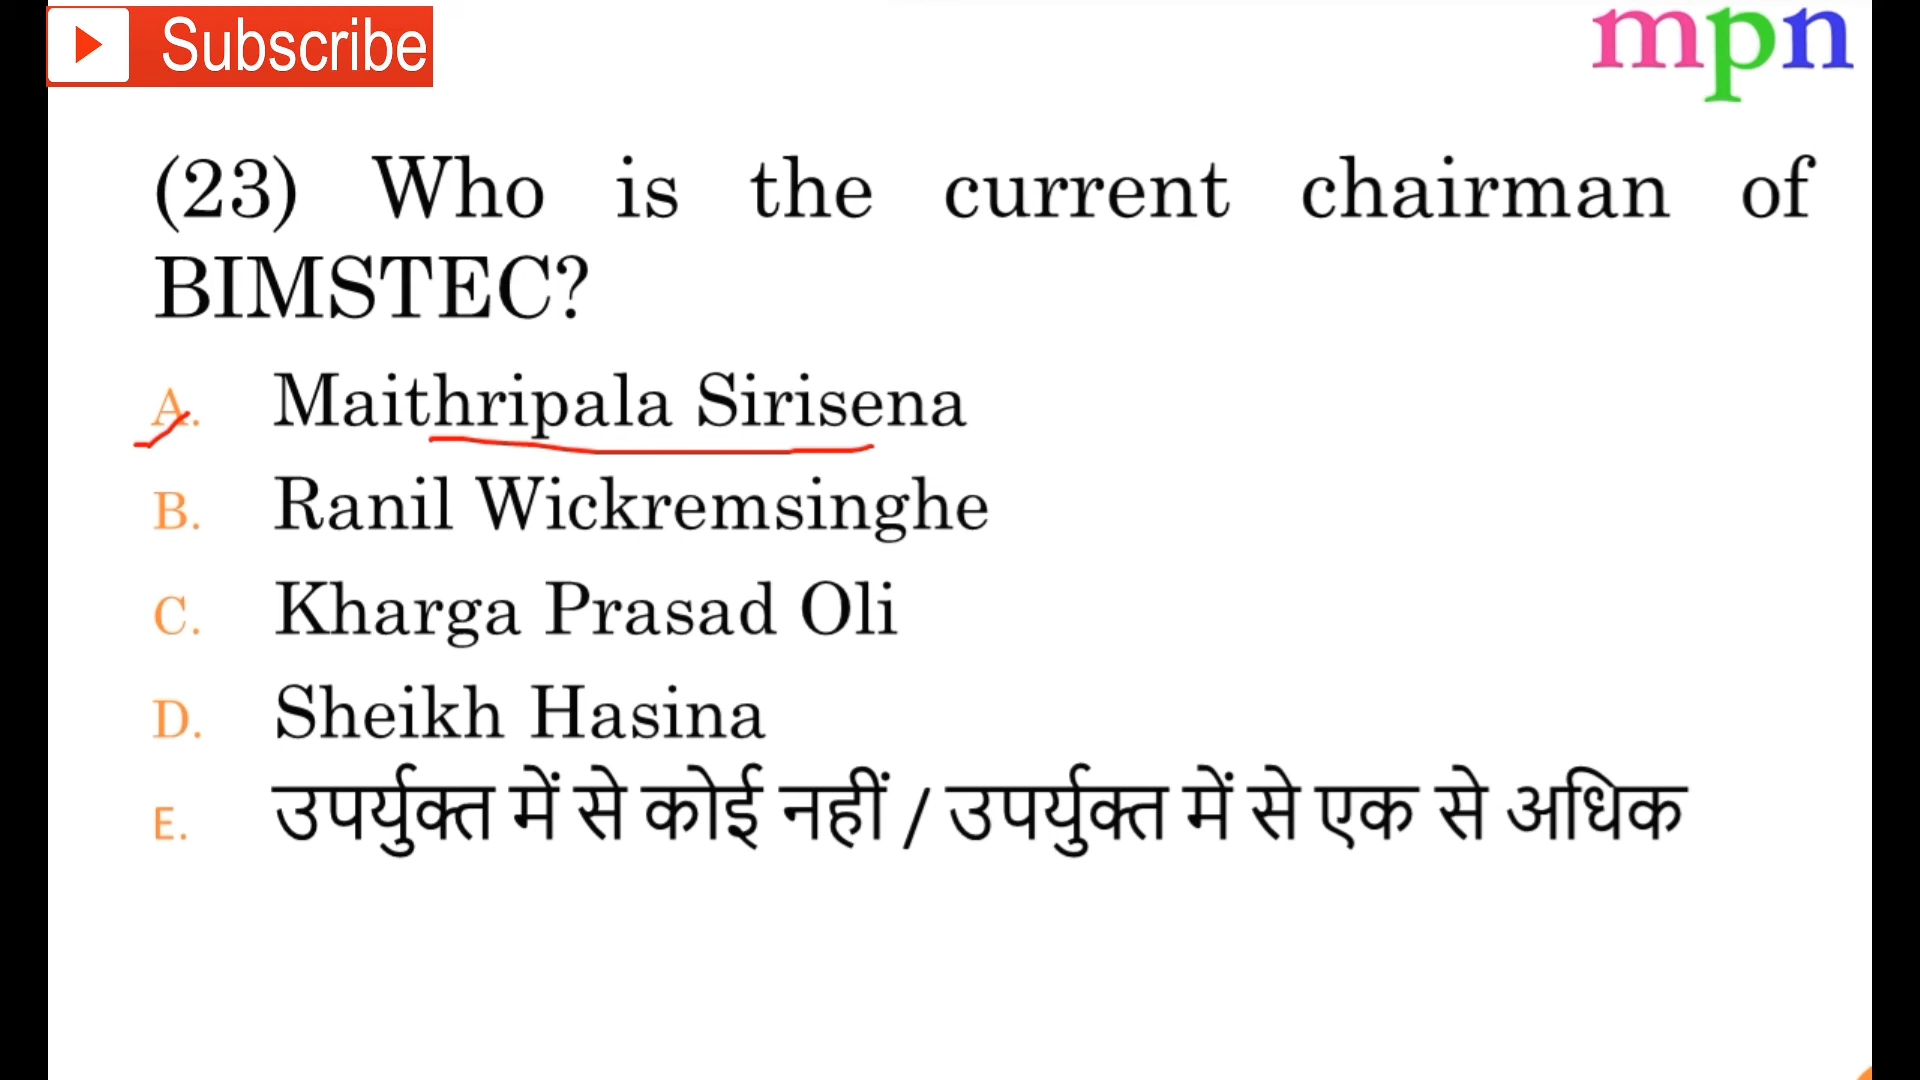 Subscribe
mpn
(23) Who is the current chairman of
BIMSTEC?
A. Maithripala Sirisena
B. Ranil Wickremsinghe
C. Kharga Prasad Oli
D. Sheikh Hasina
E. उपर्युक्त में से कोई नहीं / उपर्युक्त में से एक से अधिक